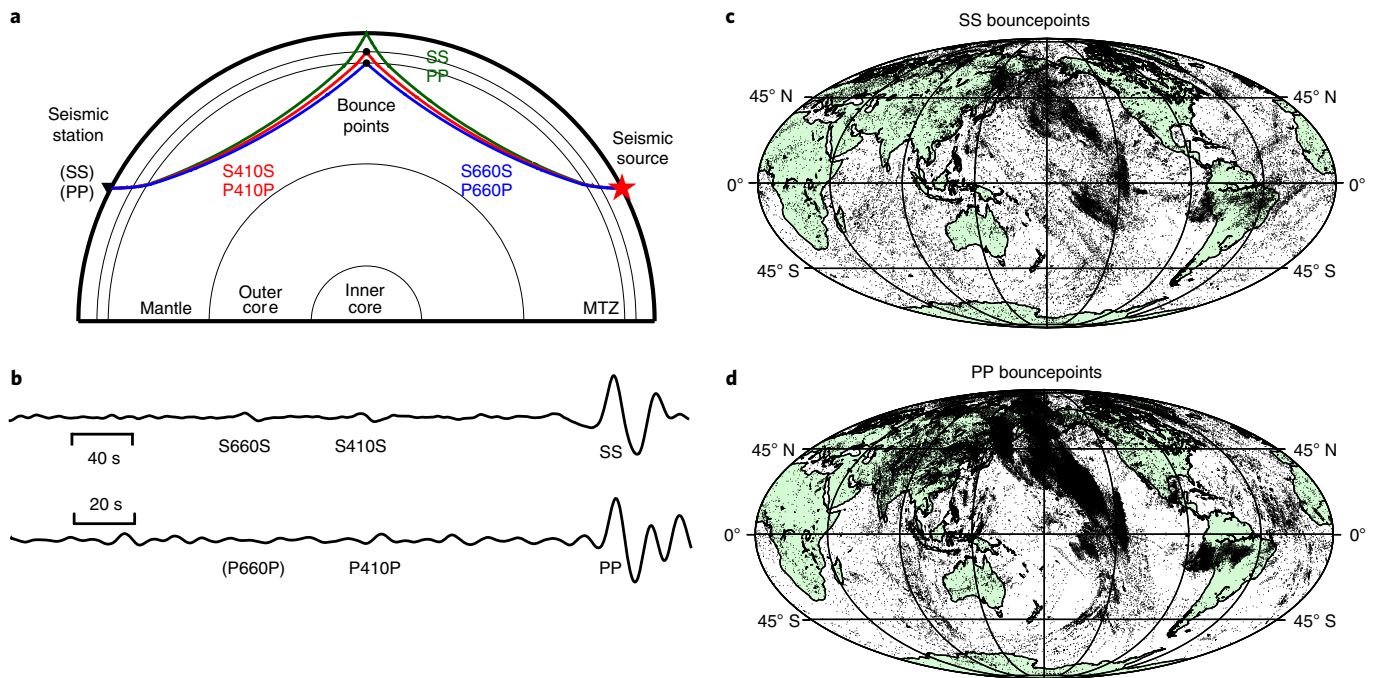 a
SS
PP
Bounce
points
Seismic
station
(SS)
(PP)
Seismic
source
S410S
P410P
S660S
P660P
Mantle
Outer
core
Inner
core
MTZ
b
40 s
S660S
S410S
SS
20 s
(P660P)
P410P
PP
c
SS bouncepoints
45° N
45° N
0°
0°
45° S
45° S
d
PP bouncepoints
45° N
45° N
0°
0°
45° S
45° S